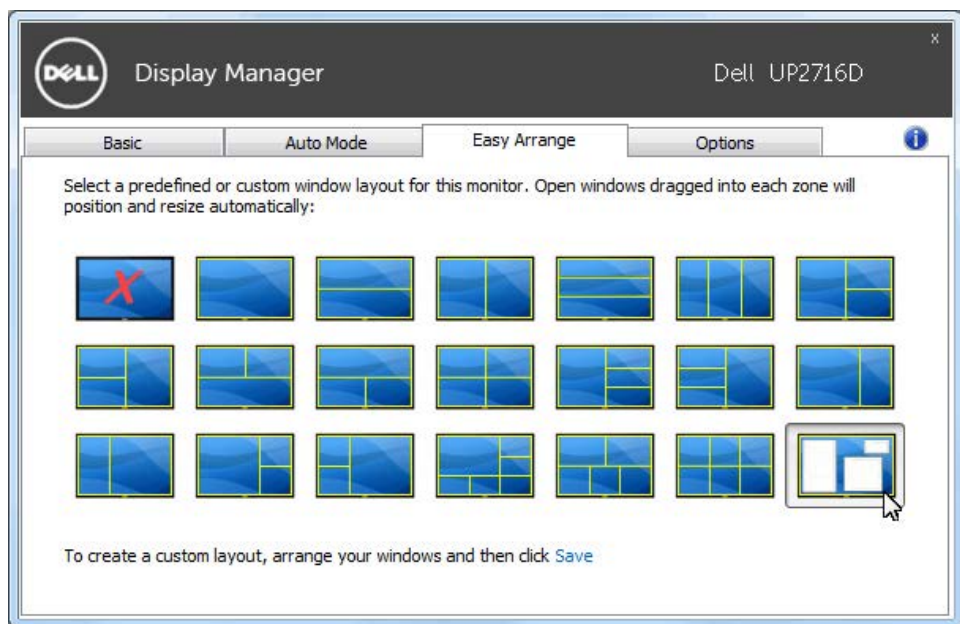 DELL Display Manager Dell UP2716D x
Basic Auto Mode Easy Arrange Options i
Select a predefined or custom window layout for this monitor. Open windows dragged into each zone will
position and resize automatically:
X
To create a custom layout, arrange your windows and then click Save